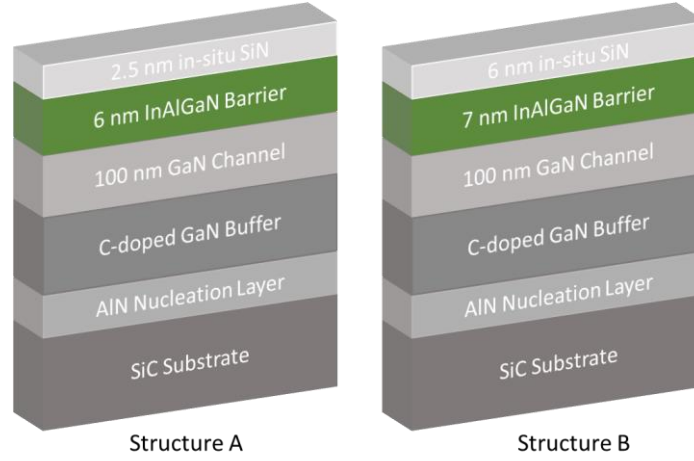 2.5 nm in-situ SiN
6 nm InAlGaN Barrier
100 nm GaN Channel
C-doped GaN Buffer
AlN Nucleation Layer
SiC Substrate
Structure A
6 nm in-situ SiN
7 nm InAlGaN Barrier
100 nm GaN Channel
C-doped GaN Buffer
AlN Nucleation Layer
SiC Substrate
Structure B